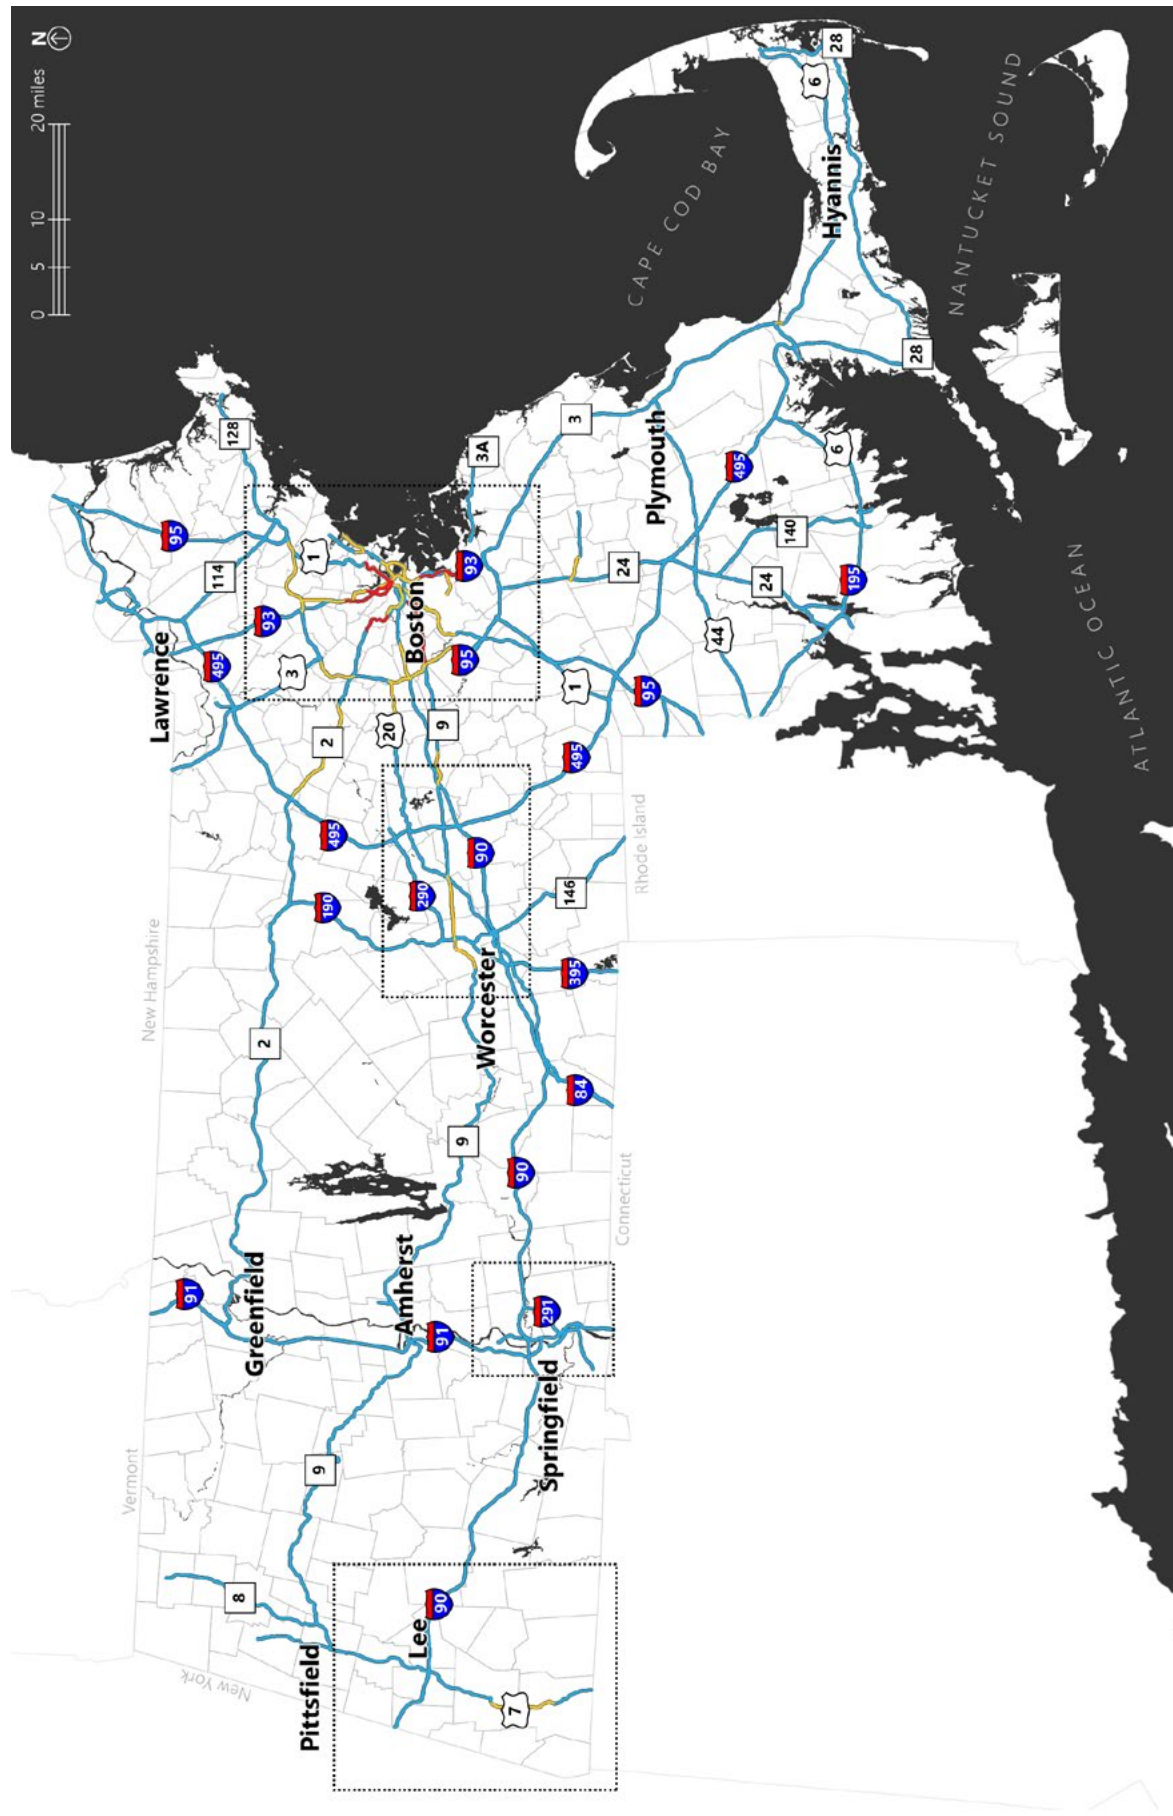 N
0 5 10 20 miles
Vermont
New Hampshire
Lawrence
95
91
New York
495
114
128
8
Greenfield
2
93
3
1
Pittsfield
9
190
495
2
20
Amherst
Boston
Lee
290
90
91
9
9
95
93
90
3A
Worcester
7
90
291
Springfield
84
395
146
495
1
3
Connecticut
Rhode Island
24
95
Plymouth
CAPE COD BAY
44
495
24
140
6
Hyannis
6
28
195
28
NANTUCKET SOUND
ATLANTIC OCEAN